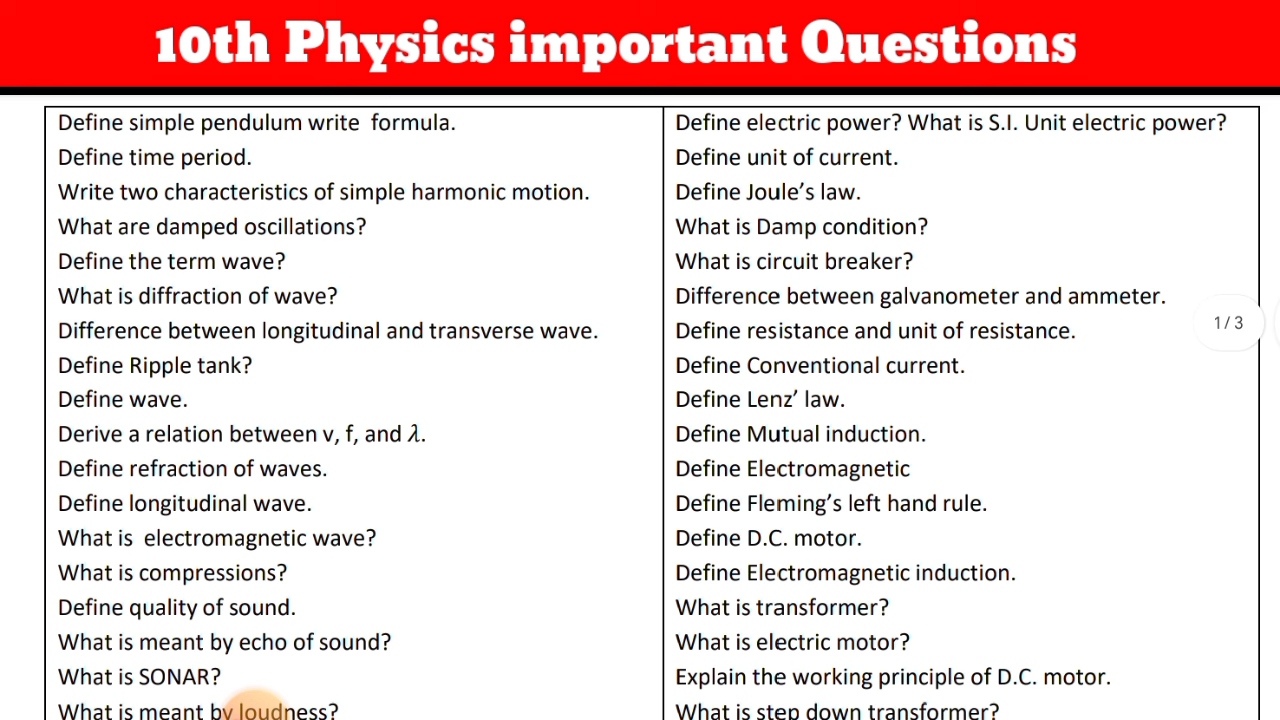 10th Physics important Questions
Define simple pendulum write formula.
Define time period.
Write two characteristics of simple harmonic motion.
What are damped oscillations?
Define the term wave?
What is diffraction of wave?
Difference between longitudinal and transverse wave.
Define Ripple tank?
Define wave.
Derive a relation between v, f, and λ.
Define refraction of waves.
Define longitudinal wave.
What is electromagnetic wave?
What is compressions?
Define quality of sound.
What is meant by echo of sound?
What is SONAR?
What is meant by loudness?
Define electric power? What is S.I. Unit electric power?
Define unit of current.
Define Joule’s law.
What is Damp condition?
What is circuit breaker?
Difference between galvanometer and ammeter.
Define resistance and unit of resistance.
Define Conventional current.
Define Lenz’ law.
Define Mutual induction.
Define Electromagnetic
Define Fleming’s left hand rule.
Define D.C. motor.
Define Electromagnetic induction.
What is transformer?
What is electric motor?
Explain the working principle of D.C. motor.
What is step down transformer?
1/3